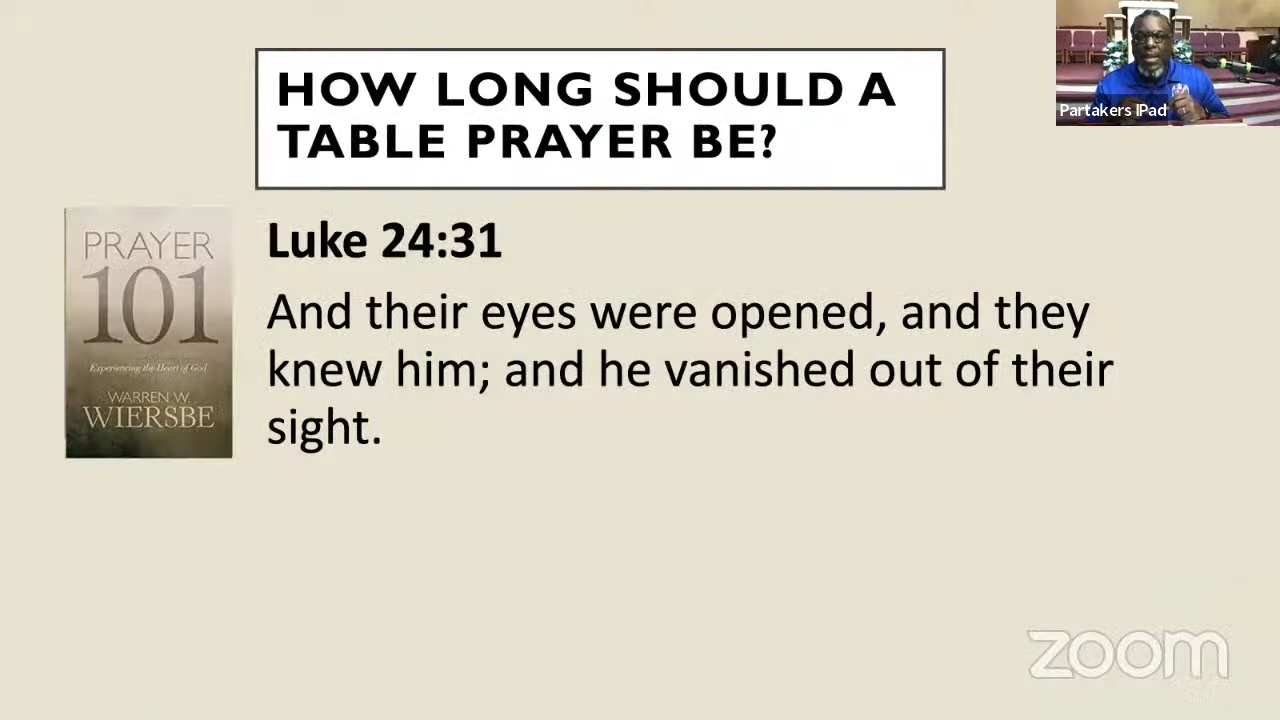 HOW LONG SHOULD A
TABLE PRAYER BE?
Partakers IPad
PRAYER
101
Experiencing the Heart of God
WARREN W.
WIERSBE
Luke 24:31
And their eyes were opened, and they
knew him; and he vanished out of their
sight.
zoom